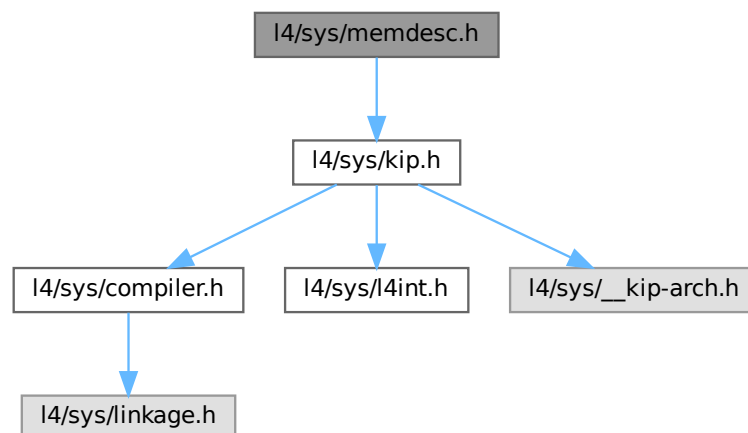 l4/sys/memdesc.h
l4/sys/kip.h
l4/sys/compiler.h
l4/sys/l4int.h
l4/sys/__kip-arch.h
l4/sys/linkage.h